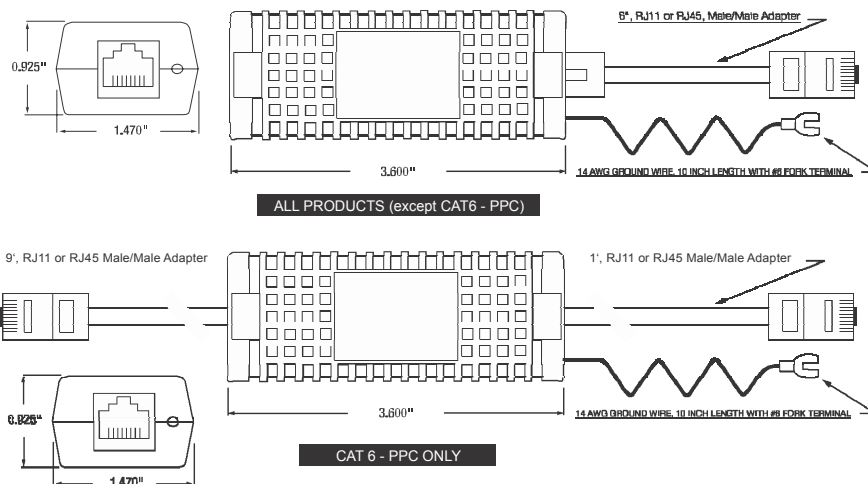 6", RJ11 or RJ45, Male/Male Adapter
0.925"
1.470"
3.600"
14 AWG GROUND WIRE, 10 INCH LENGTH WITH #6 FORK TERMINAL
ALL PRODUCTS (except CAT6 - PPC)
9', RJ11 or RJ45 Male/Male Adapter
1', RJ11 or RJ45 Male/Male Adapter
0.925"
3.600"
14 AWG GROUND WIRE, 10 INCH LENGTH WITH #6 FORK TERMINAL
CAT 6 - PPC ONLY
1.470"